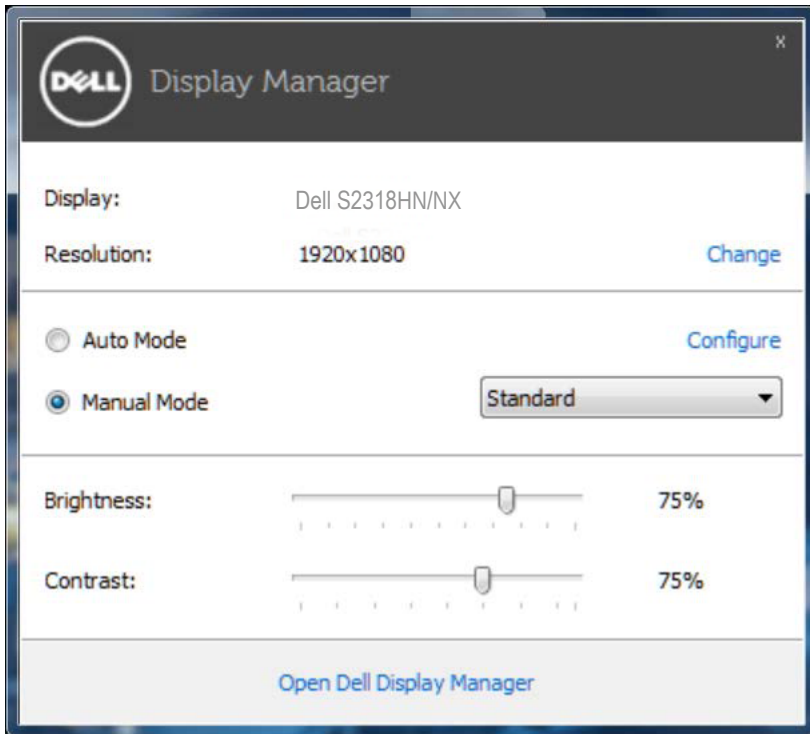 DELL Display Manager x
Display: Dell S2318HN/NX
Resolution: 1920x1080 Change
Auto Mode Configure
Manual Mode Standard
Brightness: 75%
Contrast: 75%
Open Dell Display Manager